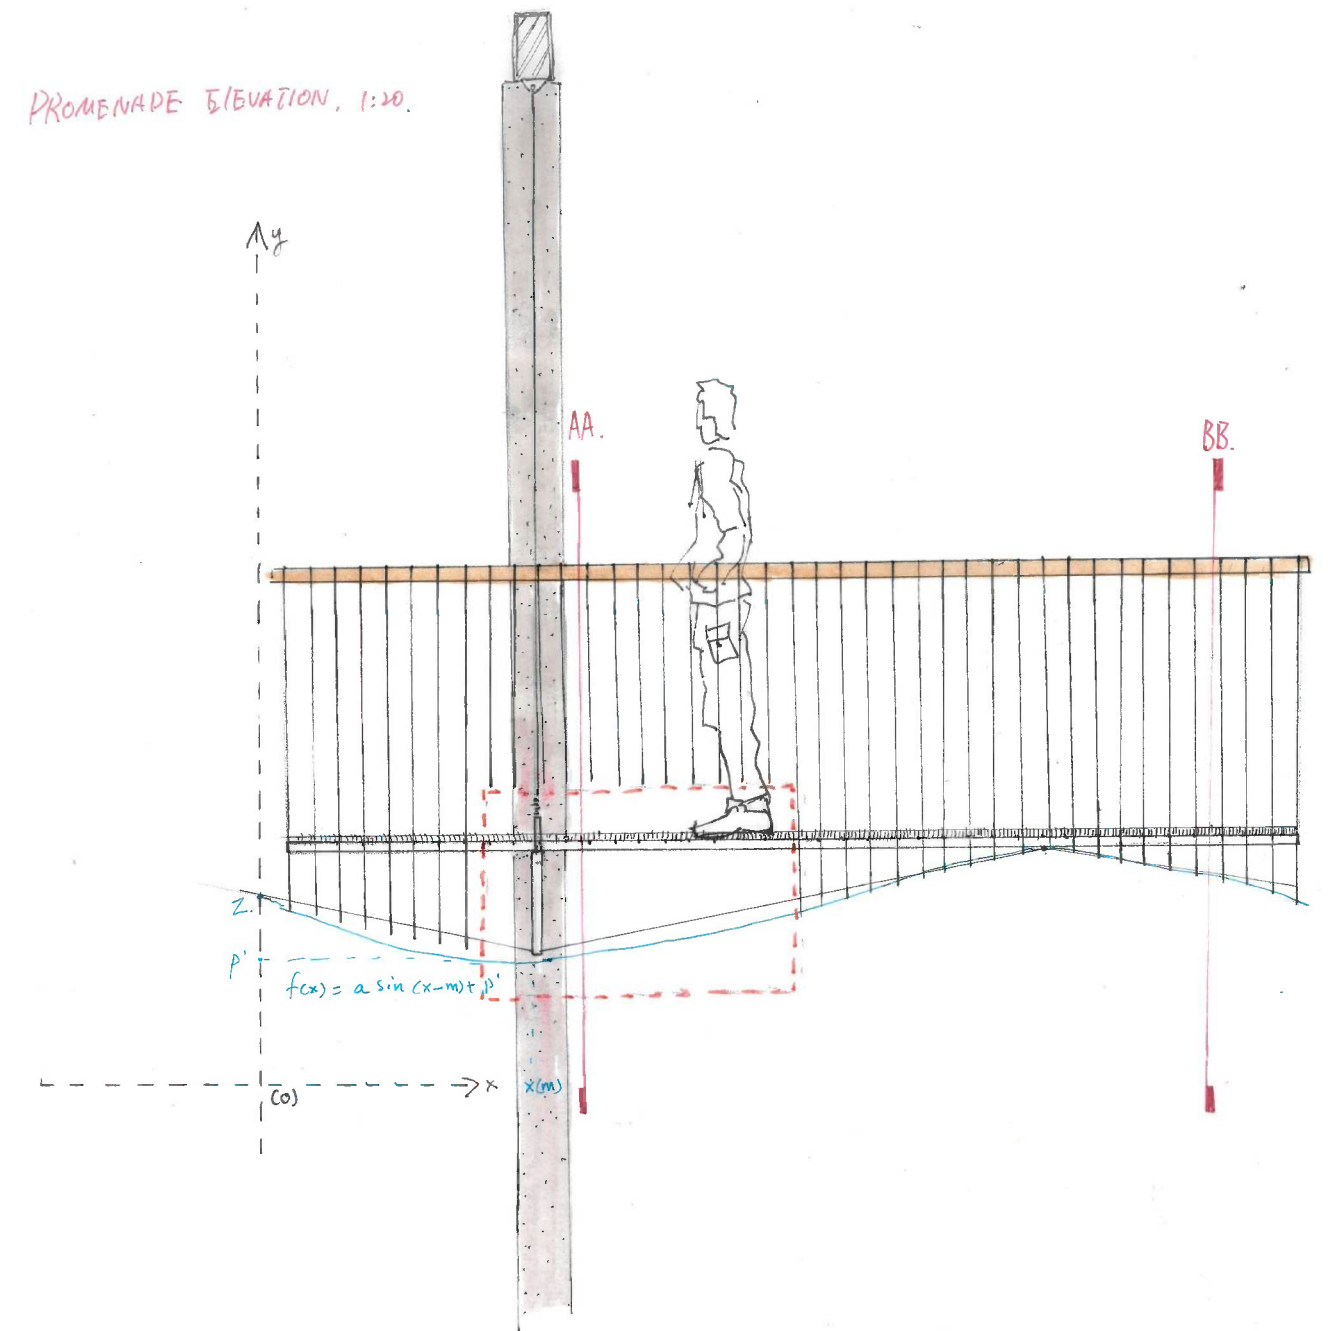 PROMENADE ELEVATION, 1:20.
y
AA.
BB.
Z.
P'
f(x) = a sin (x-m) + p'
x
x(m)
(0)